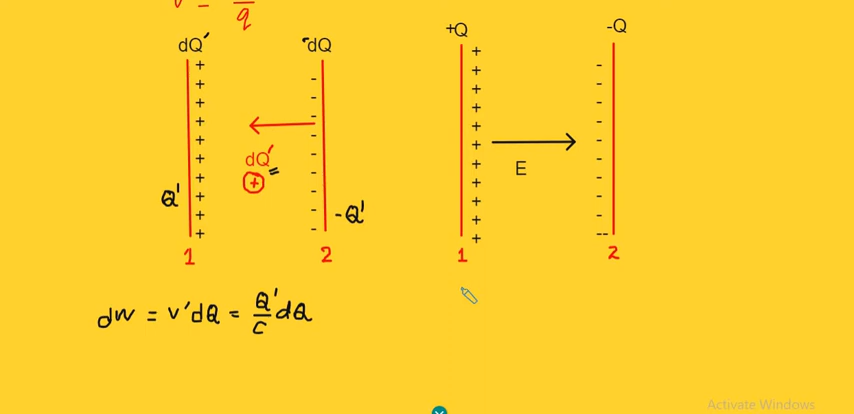 V = /q
dQ′ -dQ +Q -Q
E
dQ′
+ =
Q' -Q'
1 2 1 2
dW = V'dQ = Q'/C dQ
Activate Windows